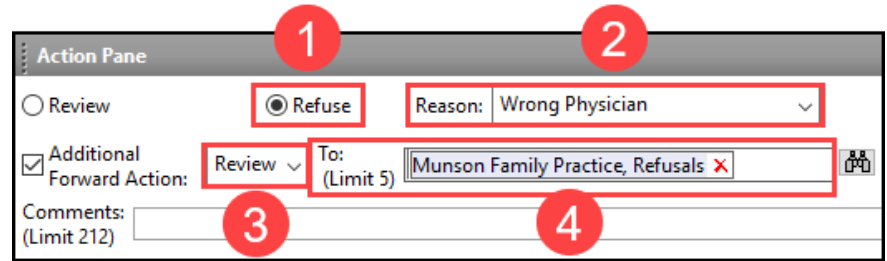 1 2
Action Pane
Review Refuse Reason: Wrong Physician
Additional Forward Action: Review To: (Limit 5) Munson Family Practice, Refusals X
Comments: (Limit 212)
3 4